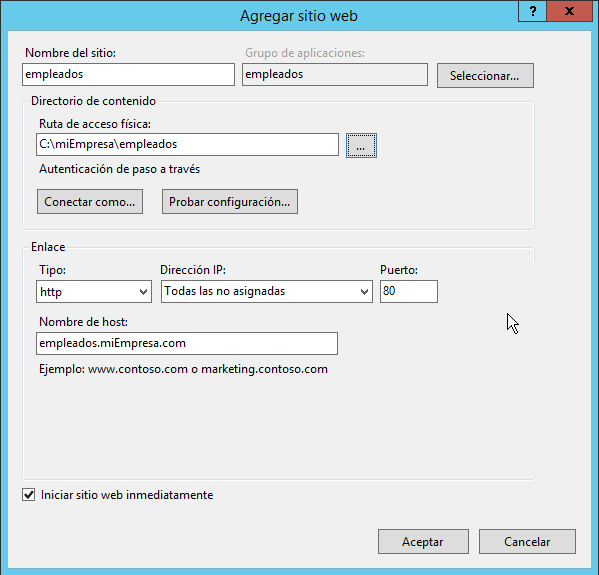 Agregar sitio web
?
x
Nombre del sitio:
Grupo de aplicaciones:
empleados
empleados
Seleccionar...
Directorio de contenido
Ruta de acceso física:
C:\miEmpresa\empleados
...
Autenticación de paso a través
Conectar como...
Probar configuración...
Enlace
Tipo:
Dirección IP:
Puerto:
http
Todas las no asignadas
80
Nombre de host:
empleados.miEmpresa.com
Ejemplo: www.contoso.com o marketing.contoso.com
Iniciar sitio web inmediatamente
Aceptar
Cancelar